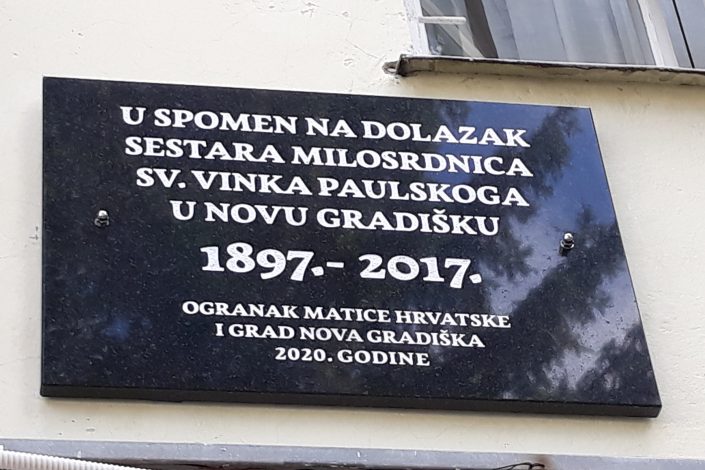 U SPOMEN NA DOLAZAK
SESTARA MILOSRDNICA
SV. VINKA PAULSKOGA
U NOVU GRADIŠKU
1897.- 2017.
OGRANAK MATICE HRVATSKE
I GRAD NOVA GRADIŠKA
2020. GODINE